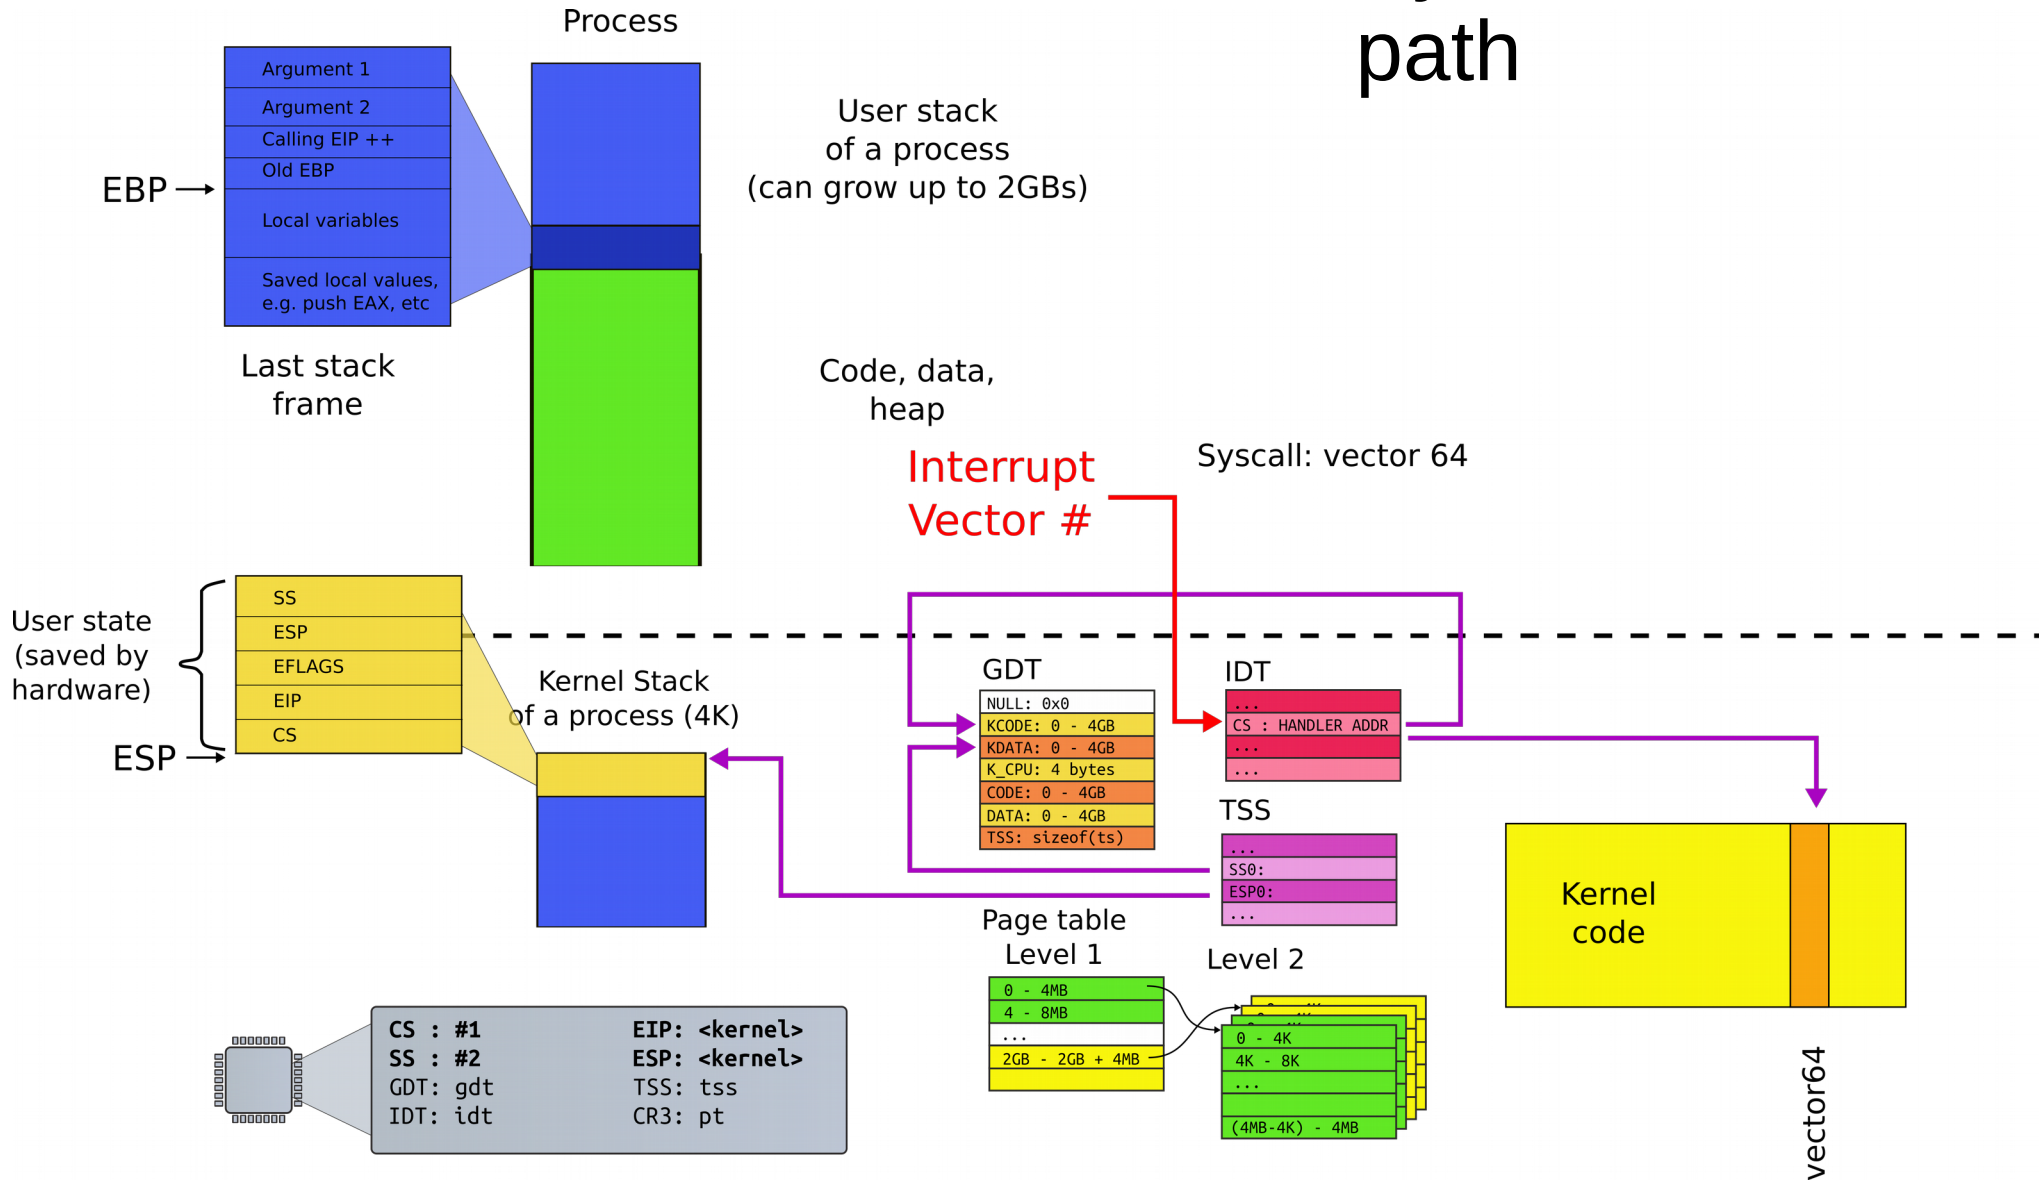 path
Process
Argument 1
Argument 2
Calling EIP ++
Old EBP
Local variables
Saved local values,
e.g. push EAX, etc
EBP
Last stack
frame
User stack
of a process
(can grow up to 2GBs)
Code, data,
heap
Interrupt
Vector #
Syscall: vector 64
User state
(saved by
hardware)
SS
ESP
EFLAGS
EIP
CS
ESP
Kernel Stack
of a process (4K)
GDT
NULL: 0x0
KCODE: 0 - 4GB
KDATA: 0 - 4GB
K_CPU: 4 bytes
CODE: 0 - 4GB
DATA: 0 - 4GB
TSS: sizeof(ts)
IDT
...
CS : HANDLER ADDR
...
...
TSS
...
SS0:
ESP0:
...
Kernel
code
vector64
Page table
Level 1
0 - 4MB
4 - 8MB
...
2GB - 2GB + 4MB
Level 2
0 - 4K
4K - 8K
...
(4MB-4K) - 4MB
CS : #1
SS : #2
GDT: gdt
IDT: idt
EIP: <kernel>
ESP: <kernel>
TSS: tss
CR3: pt